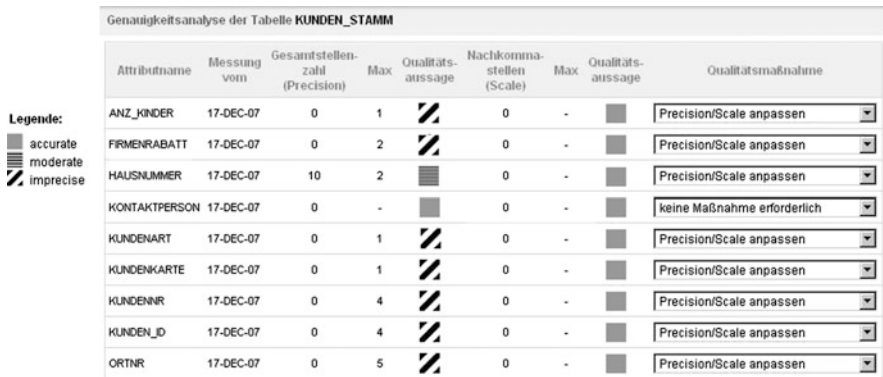 Genauigkeitsanalyse der Tabelle KUNDEN_STAMM
Attributname Messung vom Gesamtstellen-zahl (Precision) Max Qualitäts-aussage Nachkomma-stellen (Scale) Max Qualitäts-aussage Qualitätsmaßnahme
Legende:
accurate
moderate
imprecise
ANZ_KINDER 17-DEC-07 0 1 0 - Precision/Scale anpassen
FIRMENRABATT 17-DEC-07 0 2 0 - Precision/Scale anpassen
HAUSNUMMER 17-DEC-07 10 2 0 - Precision/Scale anpassen
KONTAKTPERSON 17-DEC-07 0 - 0 - keine Maßnahme erforderlich
KUNDENART 17-DEC-07 0 1 0 - Precision/Scale anpassen
KUNDENKARTE 17-DEC-07 0 1 0 - Precision/Scale anpassen
KUNDENNR 17-DEC-07 0 4 0 - Precision/Scale anpassen
KUNDEN_ID 17-DEC-07 0 4 0 - Precision/Scale anpassen
ORTNR 17-DEC-07 0 5 0 - Precision/Scale anpassen